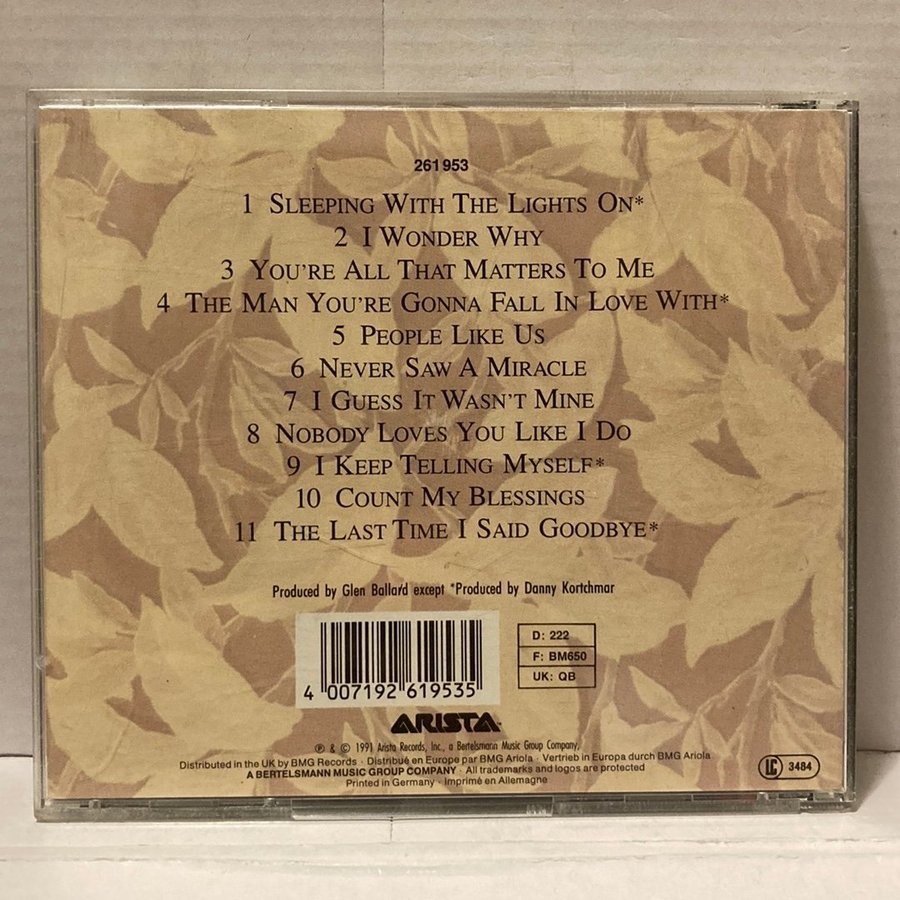 261 953
1 Sleeping With The Lights On*
2 I Wonder Why
3 You're All That Matters To Me
4 The Man You're Gonna Fall In Love With*
5 People Like Us
6 Never Saw A Miracle
7 I Guess It Wasn't Mine
8 Nobody Loves You Like I Do
9 I Keep Telling Myself*
10 Count My Blessings
11 The Last Time I Said Goodbye*
Produced by Glen Ballard except *Produced by Danny Kortchmar
4 007192 619535
D: 222
F: BM650
UK: QB
ARISTA™
℗ & © 1991 Arista Records, Inc., a Bertelsmann Music Group Company,
Distributed in the UK by BMG Records · Distribué en Europe par BMG Ariola · Vertrieb in Europa durch BMG Ariola
A BERTELSMANN MUSIC GROUP COMPANY · All trademarks and logos are protected
Printed in Germany · Imprimé en Allemagne
LC 3484